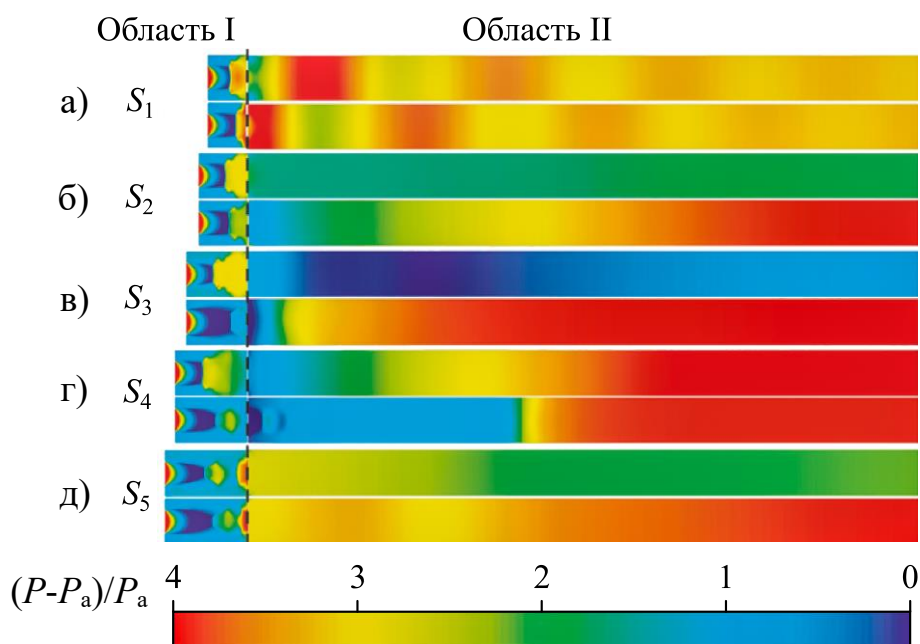 Область I Область II
а) S1
б) S2
в) S3
г) S4
д) S5
(P-Pa)/Pa 4 3 2 1 0